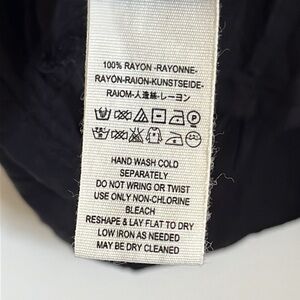 100% RAYON -RAYONNE-
RAYÓN-RAION-KUNSTSEIDE-
RAIOM-人造絲-レーヨン
P
HAND WASH COLD
SEPARATELY
DO NOT WRING OR TWIST
USE ONLY NON-CHLORINE
BLEACH
RESHAPE & LAY FLAT TO DRY
LOW IRON AS NEEDED
MAY BE DRY CLEANED